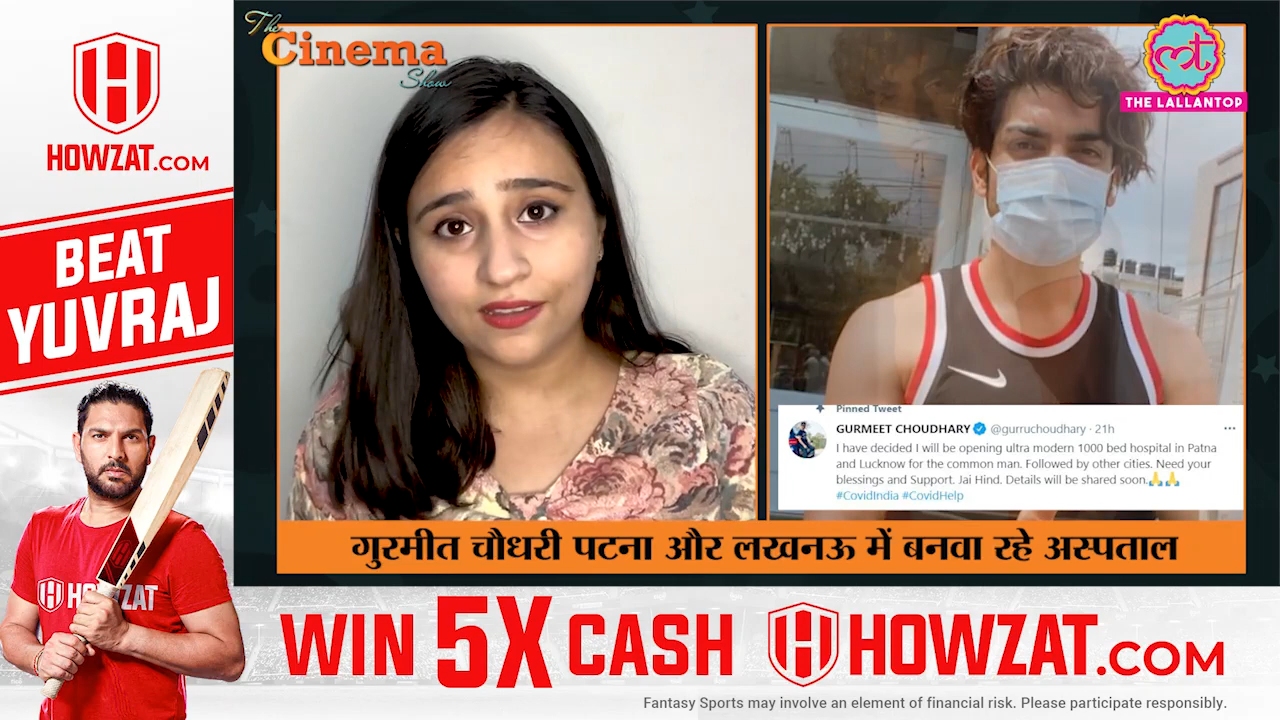 HOWZAT.COM
BEAT
YUVRAJ
HOWZAT
The
Cinema
Show
THE LALLANTOP
Pinned Tweet
GURMEET CHOUDHARY @gurruchoudhary · 21h
I have decided I will be opening ultra modern 1000 bed hospital in Patna
and Lucknow for the common man. Followed by other cities. Need your
blessings and Support. Jai Hind. Details will be shared soon.🙏🙏
#CovidIndia #CovidHelp
गुरमीत चौधरी पटना और लखनऊ में बनवा रहे अस्पताल
WIN 5X CASH HOWZAT.COM
Fantasy Sports may involve an element of financial risk. Please participate responsibly.